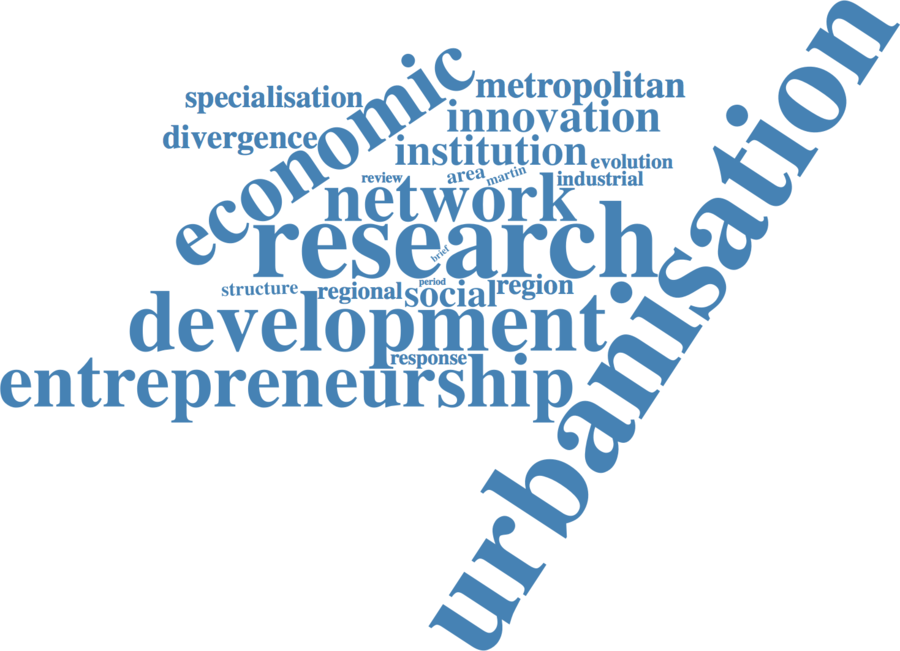 economic
specialisation
metropolitan
innovation
divergence
institution
evolution
review
area
martin
industrial
network
research
brief
urbanisation
structure
regional
period
social
region
development
response
entrepreneurship